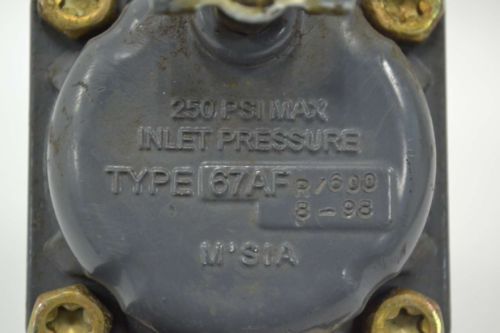 250 PSI MAX
INLET PRESSURE
TYPE 67AF R/600
8-98
M'SIA